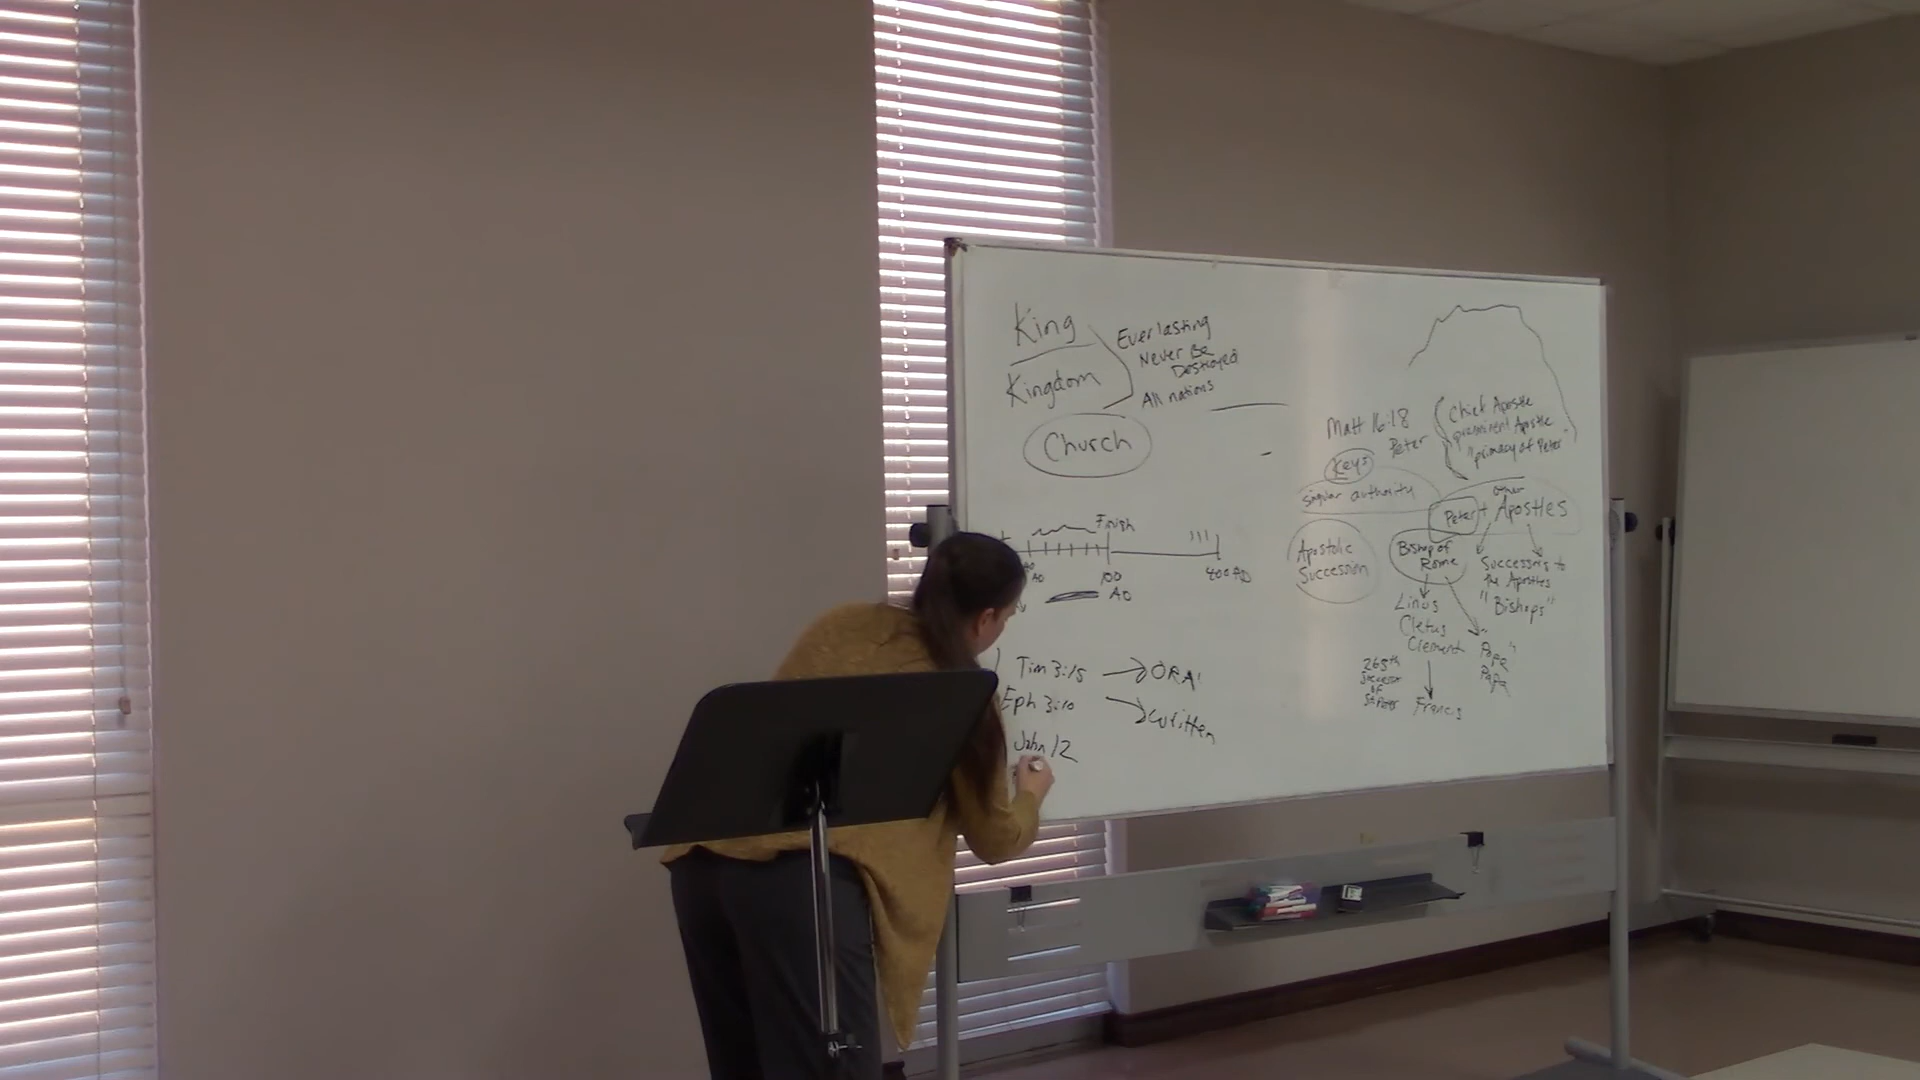 King
Kingdom
Everlasting
Never Be
Destroyed
All nations
Church
Finish
100
AD
400 AD
AD
Tim 3:15
ORAl
Eph 3:10
written
John 12
Matt 16:18
Peter
Keys
singular authority
Chief Apostle
prominent Apostle
"primacy of Peter"
other
Peter + Apostles
Apostolic
Succession
Bishop of
Rome
Successors to
the Apostles
"Bishops"
Linus
Cletus
Clement
"Pope"
Papa
265th
Successor
of
St Peter
Francis